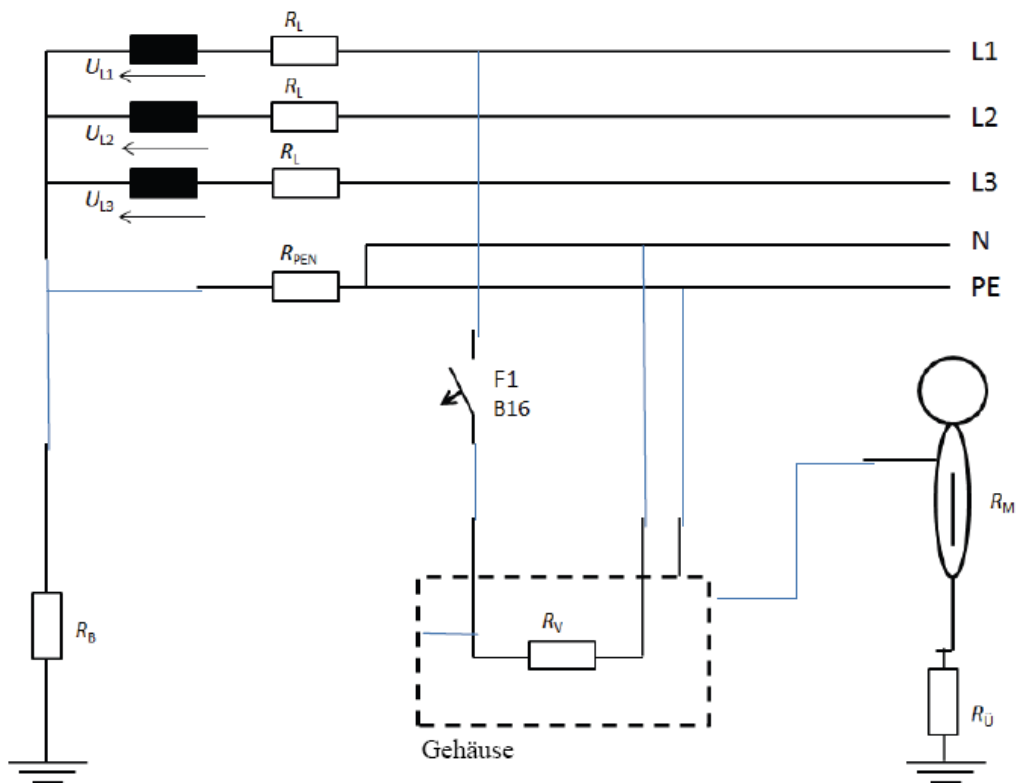 R_L
L1
U_L1
R_L
L2
U_L2
R_L
L3
U_L3
N
R_PEN
PE
F1
B16
R_M
R_B
R_V
R_Ü
Gehäuse